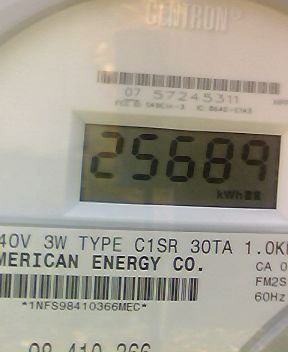 CENTRON®
07 57245311
25689
kWh
40V 3W TYPE C1SR 30TA 1.0K
MERICAN ENERGY CO.
CA 0
FM2S
60Hz
*1NFS98410366MEC*
98 410 366